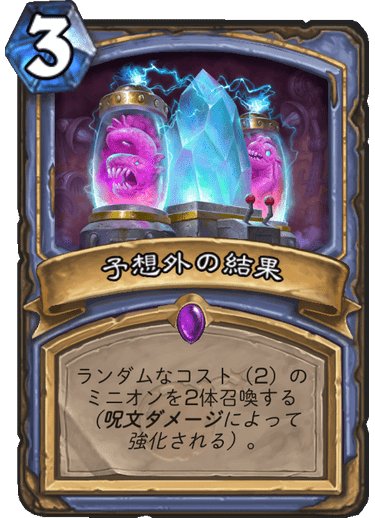 3
予想外の結果
ランダムなコスト（2）の
ミニオンを2体召喚する
（呪文ダメージによって
強化される）。